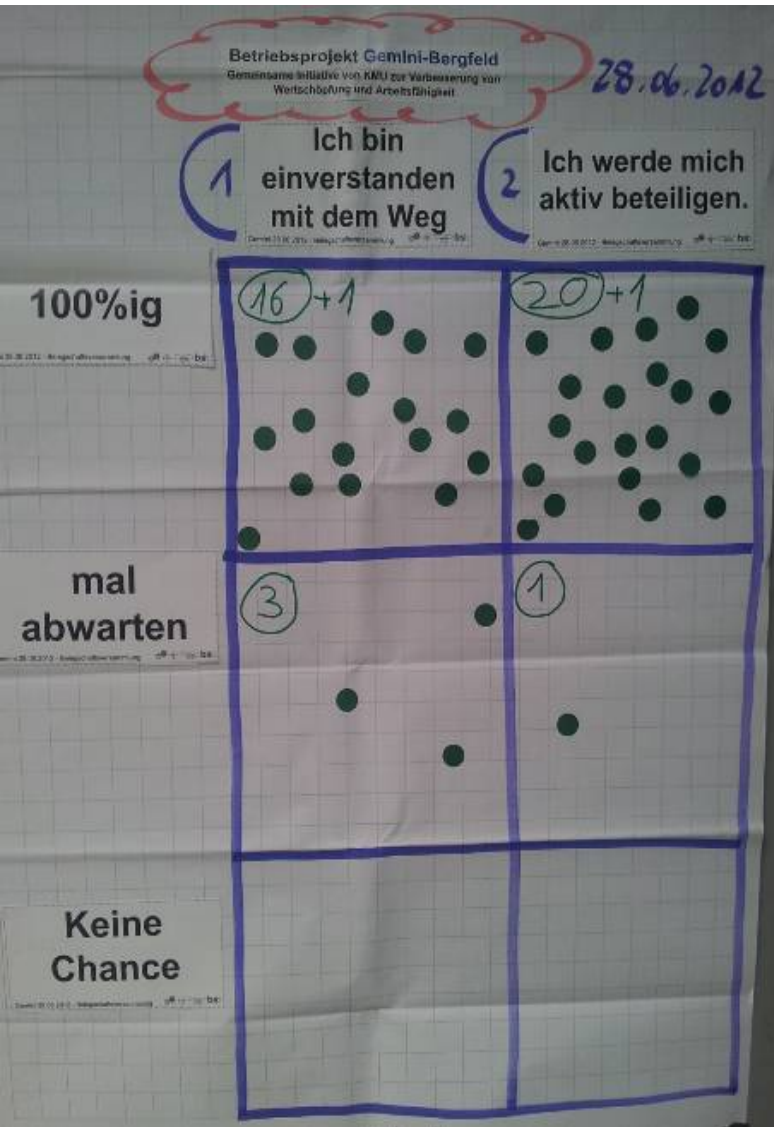 Betriebsprojekt GemIni-Bergfeld
Gemeinsame Initiative von KMU zur Verbesserung von
Wertschöpfung und Arbeitsfähigkeit
28.06.2012
1
Ich bin
einverstanden
mit dem Weg
2
Ich werde mich
aktiv beteiligen.
100%ig
16 +1
20 +1
mal
abwarten
3
1
Keine
Chance